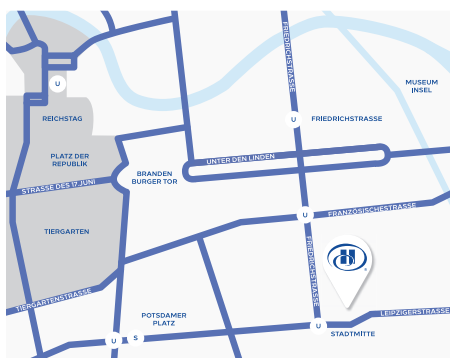 FRIEDRICHSTRASSE
U
MUSEUM
INSEL
REICHSTAG
U
FRIEDRICHSTRASSE
PLATZ DER
REPUBLIK
UNTER DEN LINDEN
BRANDEN
BURGER TOR
STRASSE DES 17. JUNI
U
FRANZÖSISCHESTRASSE
TIERGARTEN
FRIEDRICHSTRASSE
H
TIERGARTENSTRASSE
POTSDAMER
PLATZ
LEIPZIGERSTRASSE
U
S
U
STADTMITTE